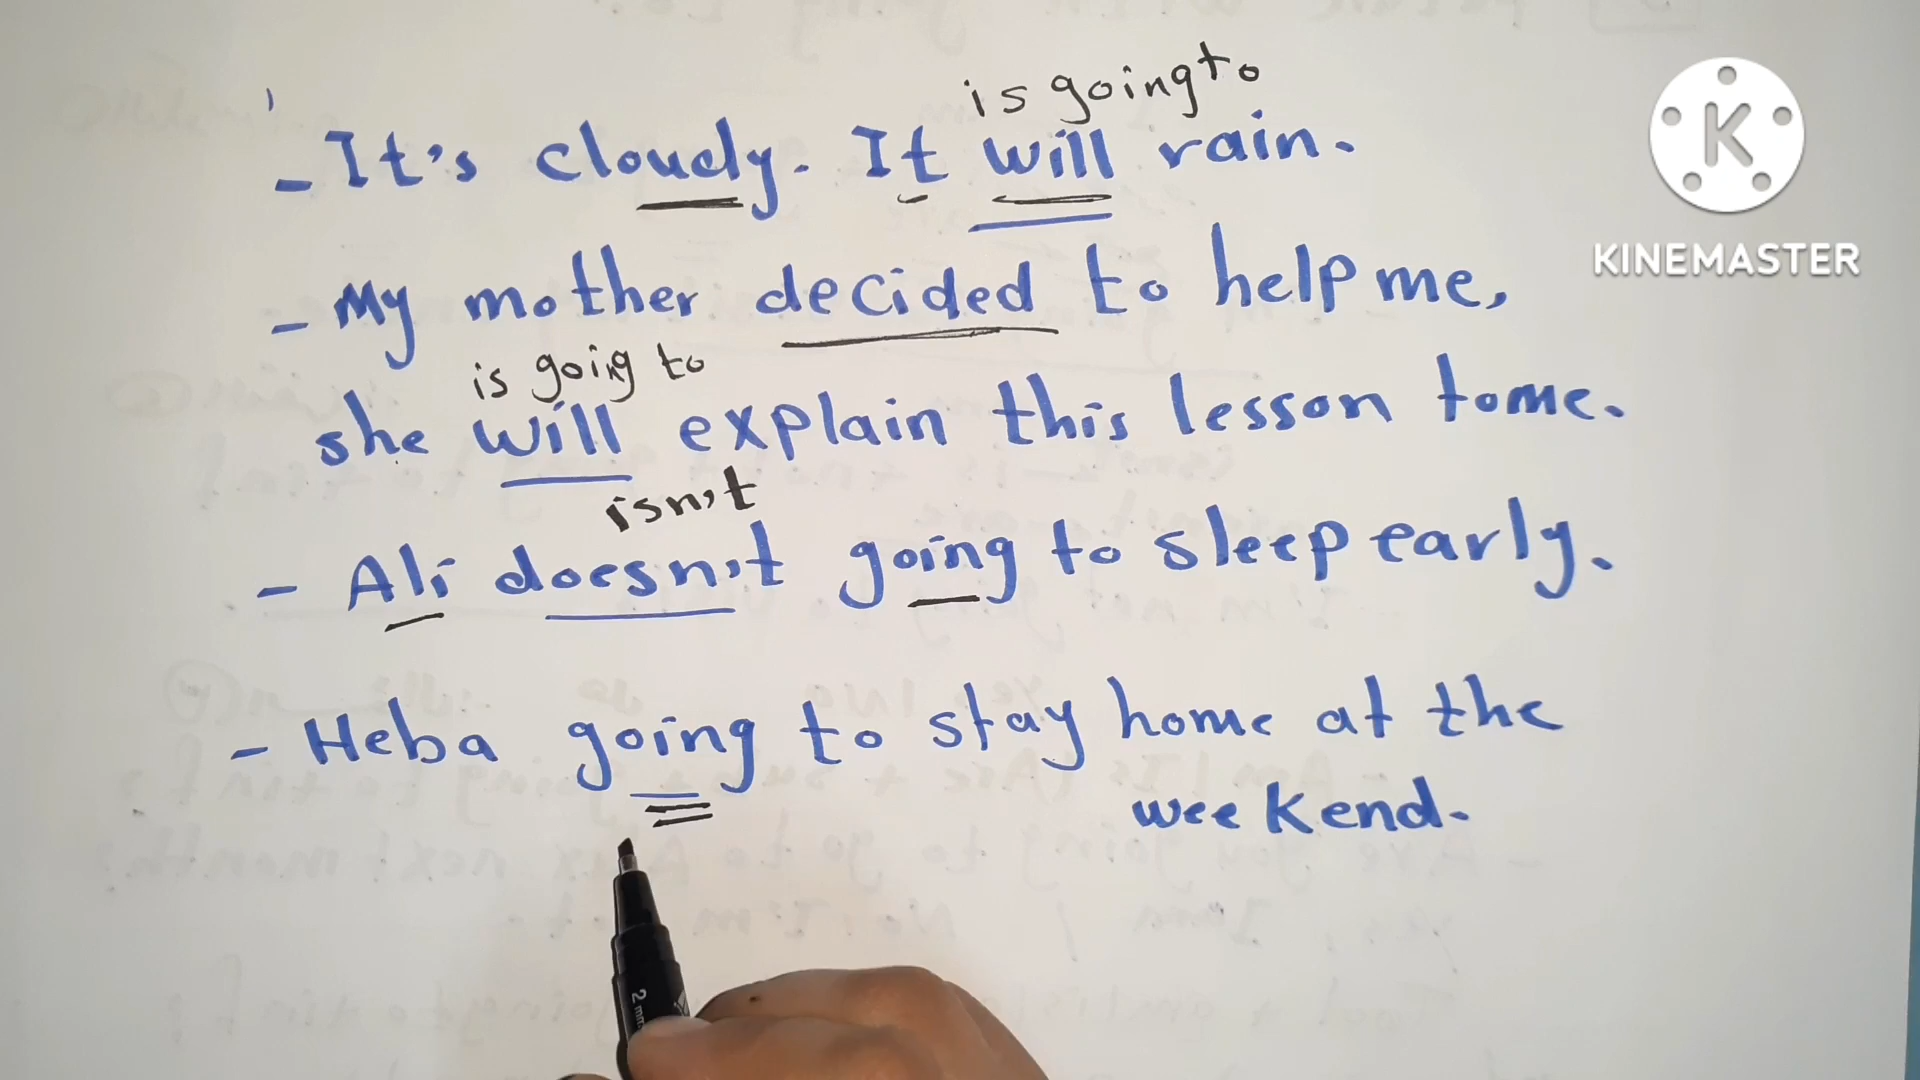 is going to
- It's cloudy. It will rain.
- My mother decided to help me,
is going to
she will explain this lesson to me.
isn't
- Ali doesn't going to sleep early.
- Heba going to stay home at the
weekend.
K
KINEMASTER
2 mm